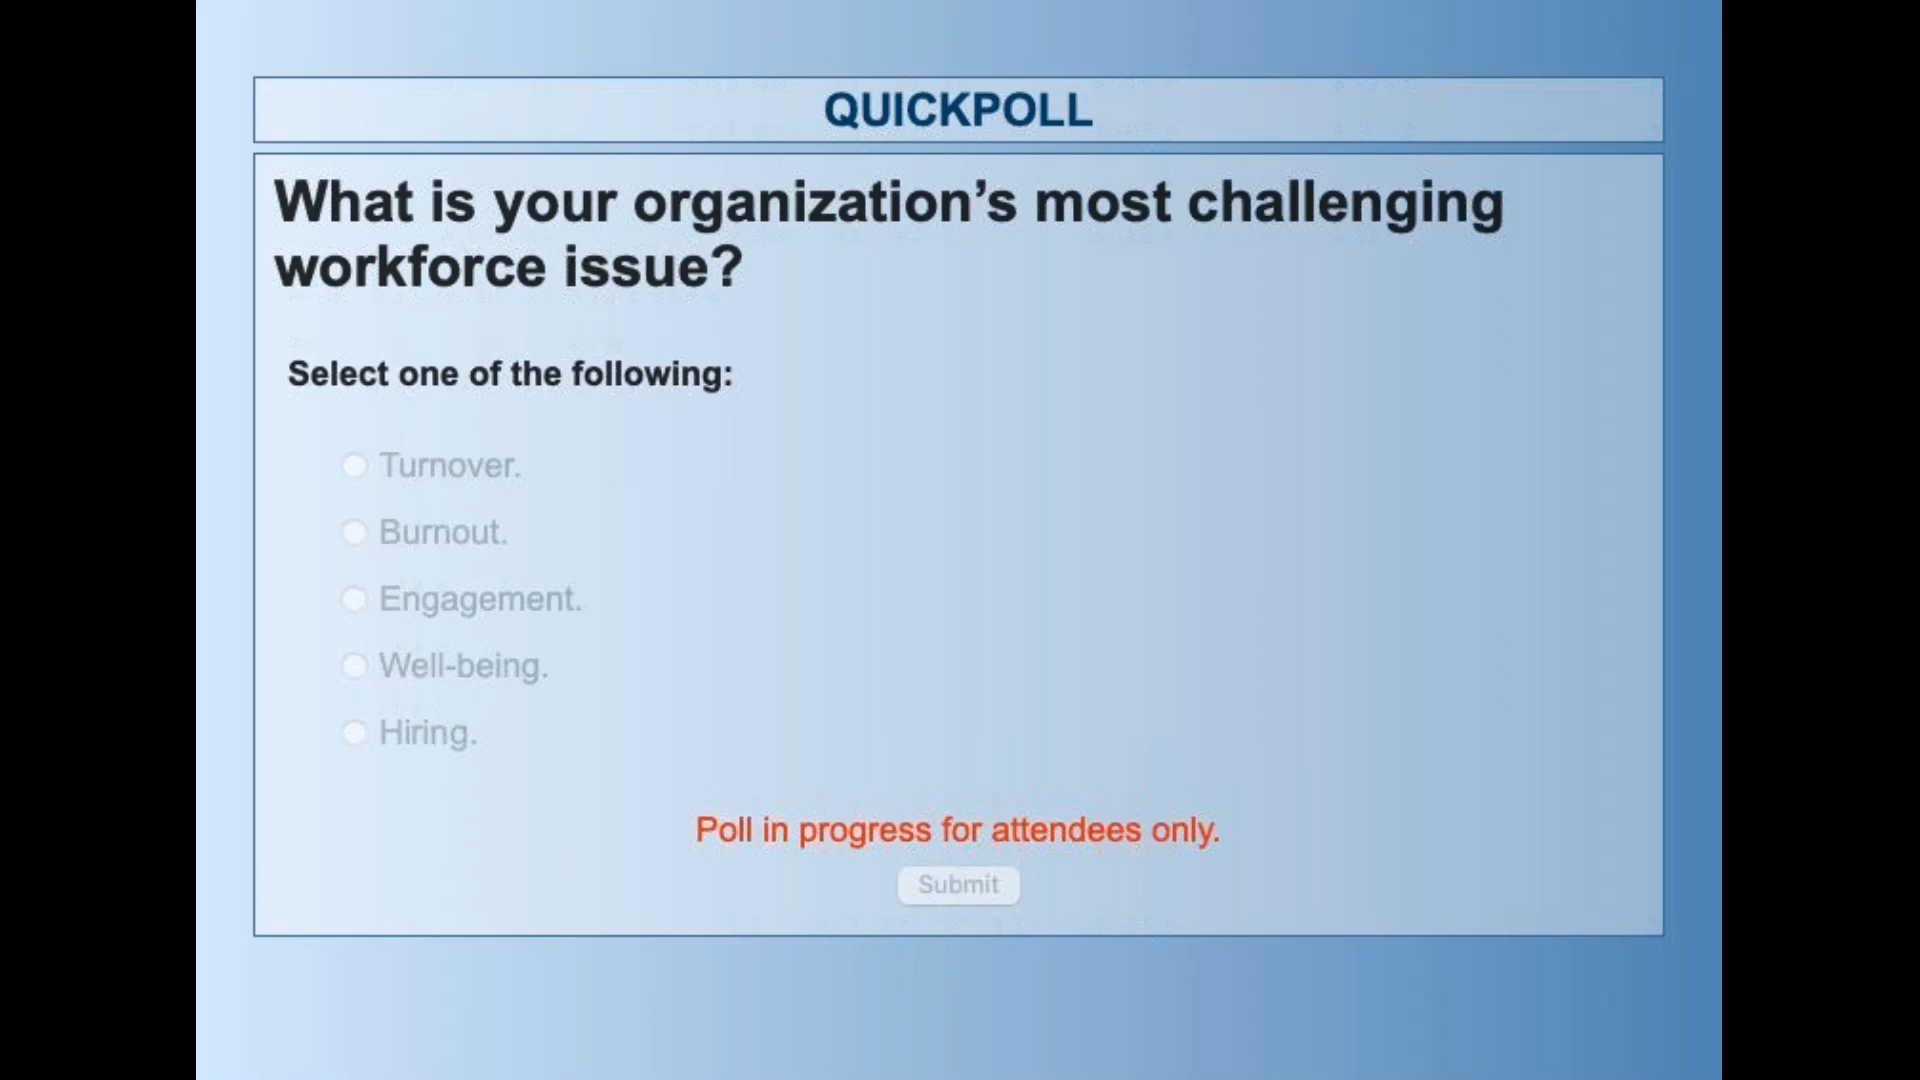 QUICKPOLL
What is your organization’s most challenging
workforce issue?
Select one of the following:
Turnover.
Burnout.
Engagement.
Well-being.
Hiring.
Poll in progress for attendees only.
Submit